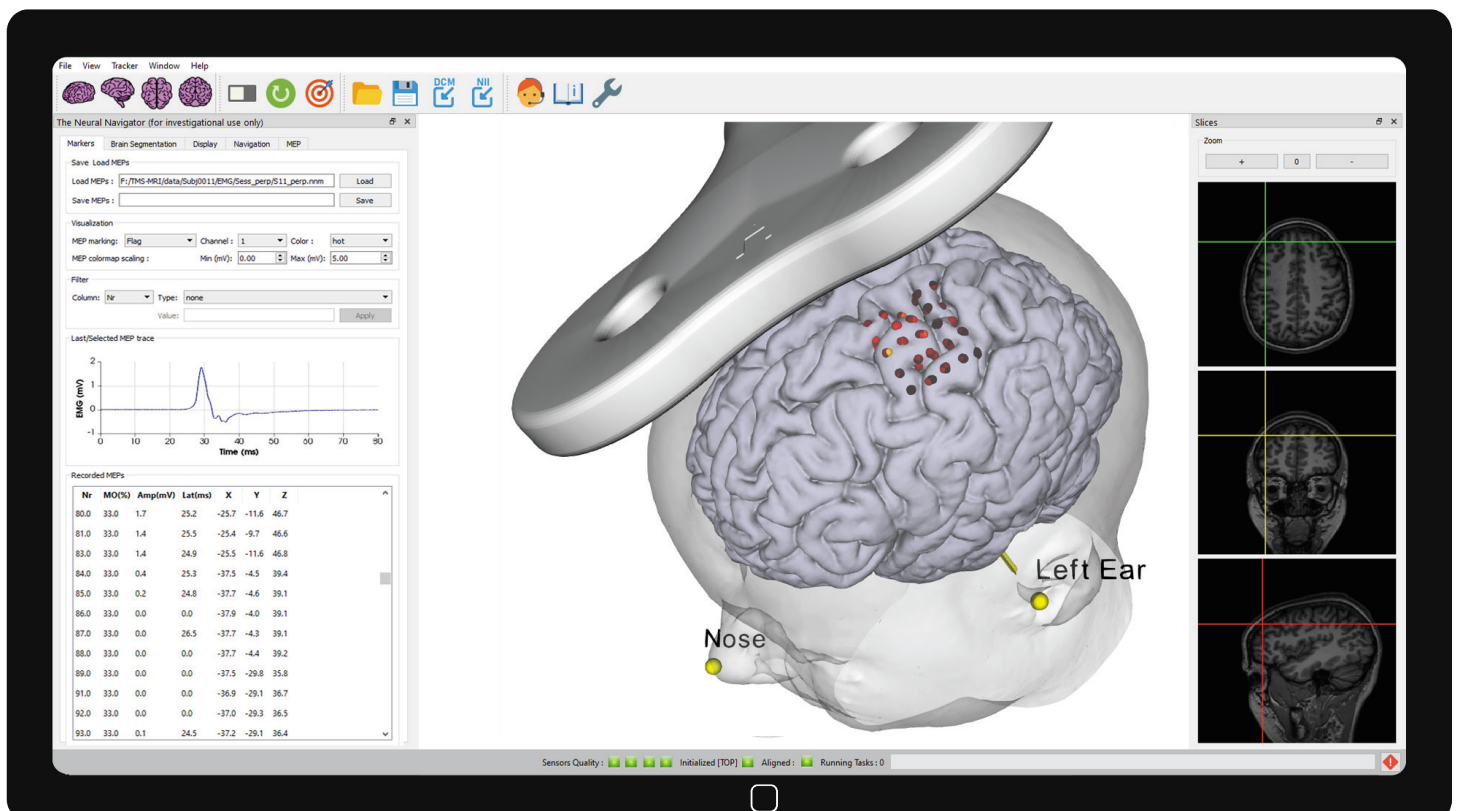 File View Tracker Window Help
DCM NII
The Neural Navigator (for investigational use only)
Markers Brain Segmentation Display Navigation MEP
Save Load MEPs
Load MEPs : F:/TMS-MRI/data/Subj0011/EMG/Sess_perp/S11_perp.nnm Load
Save MEPs : Save
Visualization
MEP marking: Flag Channel : 1 Color : hot
MEP colormap scaling : Min (mV): 0.00 Max (mV): 5.00
Filter
Column: Nr Type: none
Value: Apply
Last/Selected MEP trace
EMG (mV)
2
1
0
-1
0 10 20 30 40 50 60 70 80
Time (ms)
Recorded MEPs
Nr MO(%) Amp(mV) Lat(ms) X Y Z
80.0 33.0 1.7 25.2 -25.7 -11.6 46.7
81.0 33.0 1.4 25.5 -25.4 -9.7 46.6
83.0 33.0 1.4 24.9 -25.5 -11.6 46.8
84.0 33.0 0.4 25.3 -37.5 -4.5 39.4
85.0 33.0 0.2 24.8 -37.7 -4.6 39.1
86.0 33.0 0.0 0.0 -37.9 -4.0 39.1
87.0 33.0 0.0 26.5 -37.7 -4.3 39.1
88.0 33.0 0.0 0.0 -37.7 -4.4 39.2
89.0 33.0 0.0 0.0 -37.5 -29.8 35.8
91.0 33.0 0.0 0.0 -36.9 -29.1 36.7
92.0 33.0 0.0 0.0 -37.0 -29.3 36.5
93.0 33.0 0.1 24.5 -37.2 -29.1 36.4
Left Ear
Nose
Slices
Zoom
+ 0 -
Sensors Quality : Initialized [TOP] Aligned : Running Tasks : 0